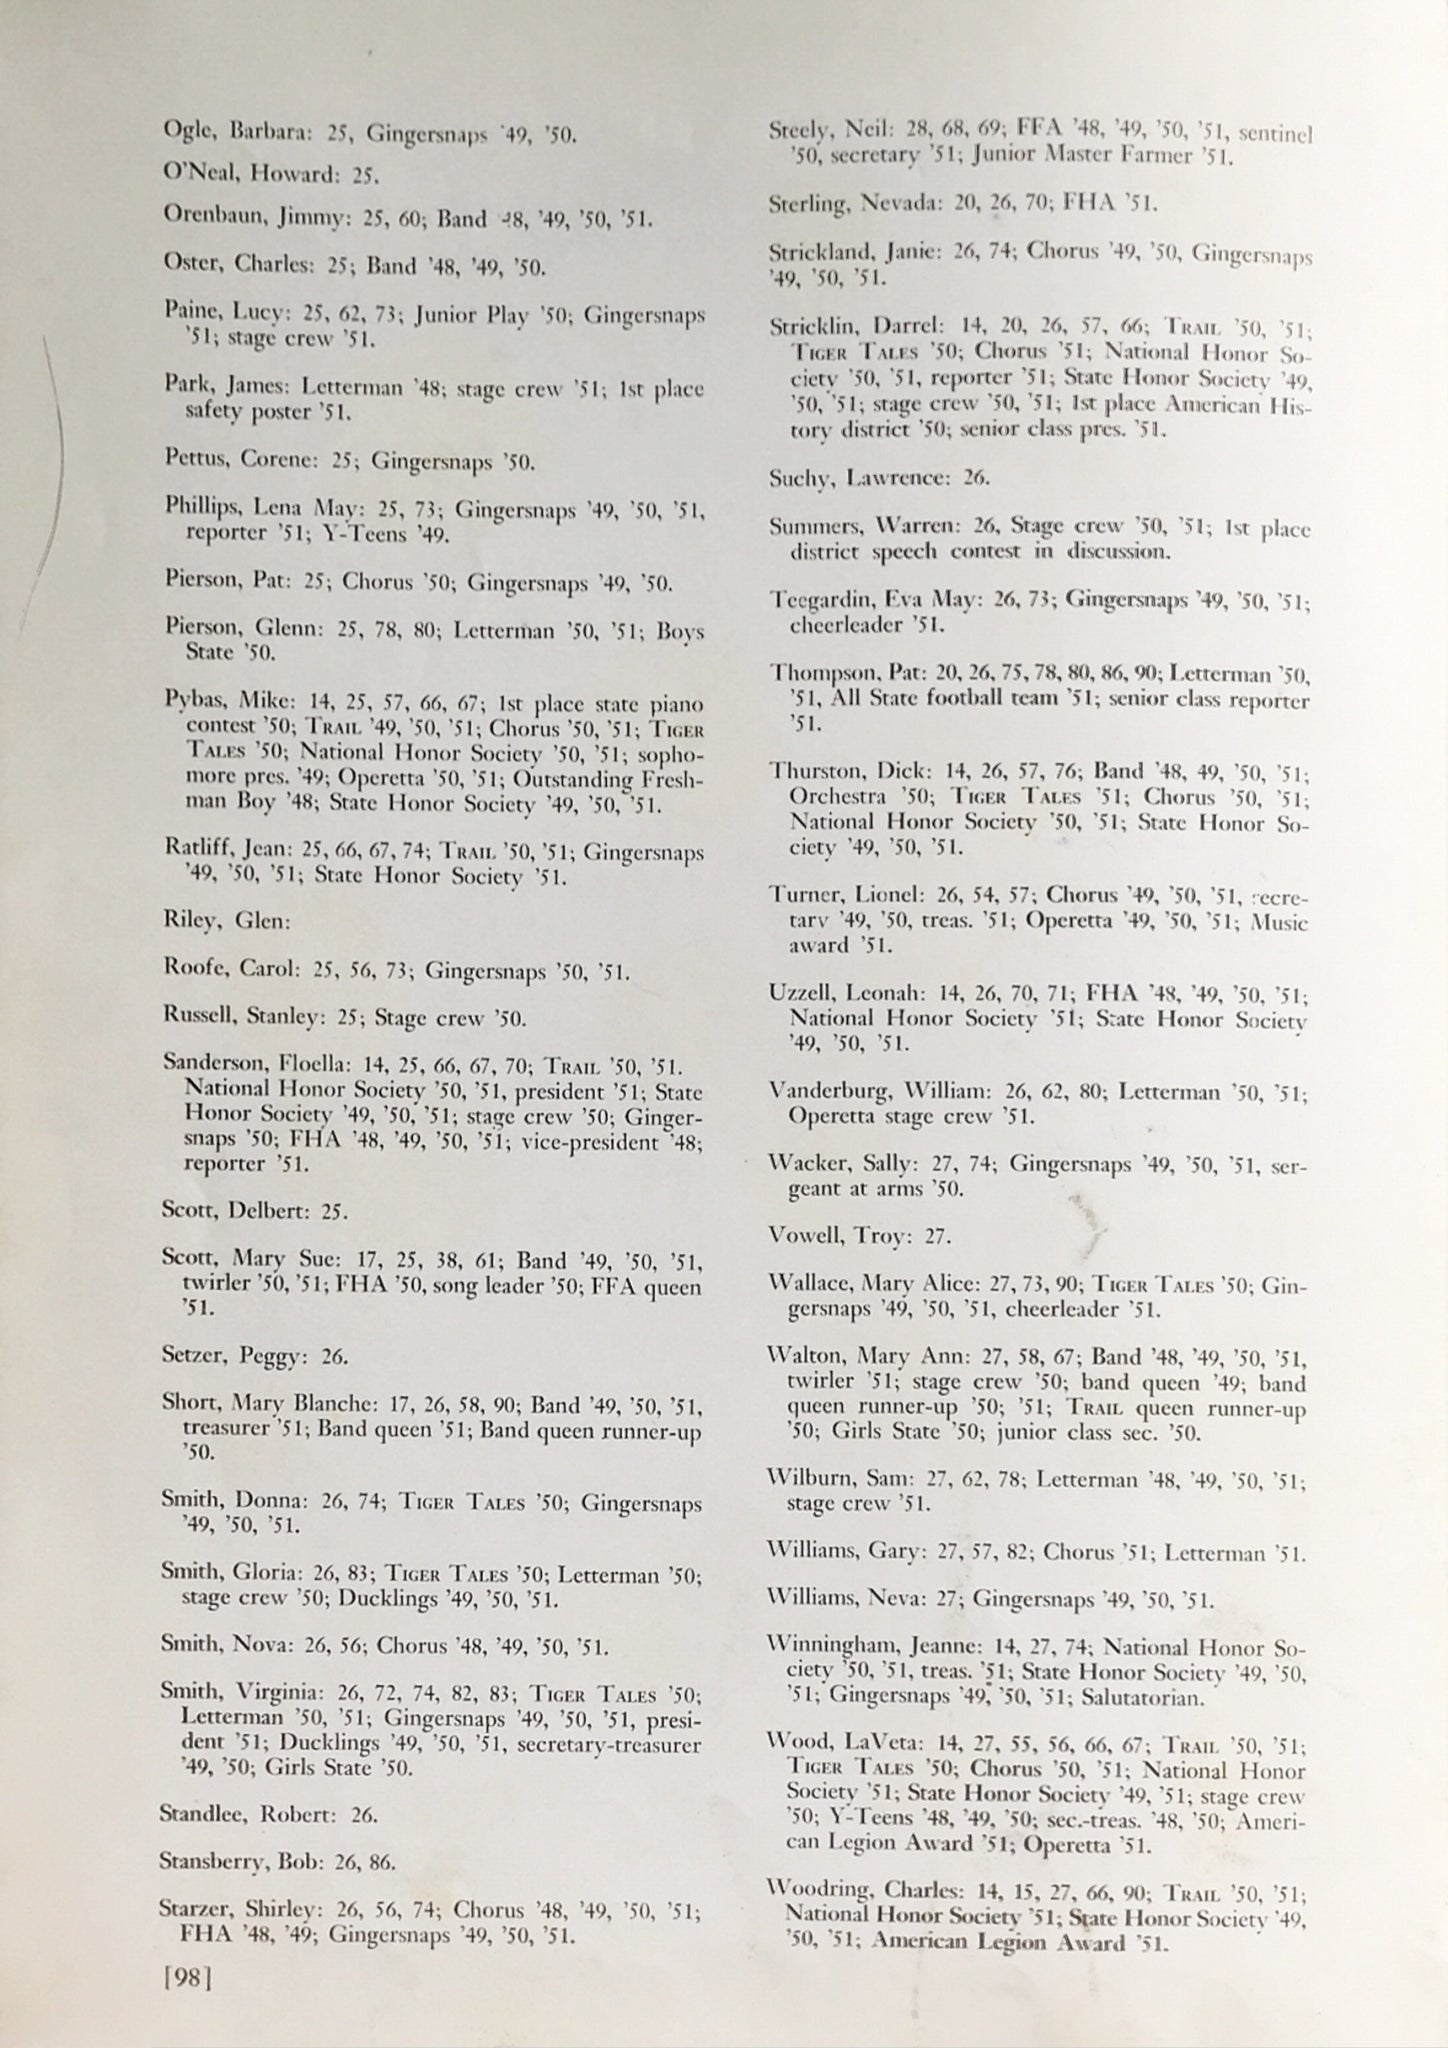 Ogle, Barbara: 25, Gingersnaps '49, '50.
O'Neal, Howard: 25.
Orenbaun, Jimmy: 25, 60; Band '48, '49, '50, '51.
Oster, Charles: 25; Band '48, '49, '50.
Paine, Lucy: 25, 62, 73; Junior Play '50; Gingersnaps
'51; stage crew '51.
Park, James: Letterman '48; stage crew '51; 1st place
safety poster '51.
Pettus, Corene: 25; Gingersnaps '50.
Phillips, Lena May: 25, 73; Gingersnaps '49, '50, '51,
reporter '51; Y-Teens '49.
Pierson, Pat: 25; Chorus '50; Gingersnaps '49, '50.
Pierson, Glenn: 25, 78, 80; Letterman '50, '51; Boys
State '50.
Pybas, Mike: 14, 25, 57, 66, 67; 1st place state piano
contest '50; TRAIL '49, '50, '51; Chorus '50, '51; TIGER
TALES '50; National Honor Society '50, '51; sopho-
more pres. '49; Operetta '50, '51; Outstanding Fresh-
man Boy '48; State Honor Society '49, '50, '51.
Ratliff, Jean: 25, 66, 67, 74; TRAIL '50, '51; Gingersnaps
'49, '50, '51; State Honor Society '51.
Riley, Glen:
Roofe, Carol: 25, 56, 73; Gingersnaps '50, '51.
Russell, Stanley: 25; Stage crew '50.
Sanderson, Floella: 14, 25, 66, 67, 70; TRAIL '50, '51.
National Honor Society '50, '51, president '51; State
Honor Society '49, '50, '51; stage crew '50; Ginger-
snaps '50; FHA '48, '49, '50, '51; vice-president '48;
reporter '51.
Scott, Delbert: 25.
Scott, Mary Sue: 17, 25, 38, 61; Band '49, '50, '51,
twirler '50, '51; FHA '50, song leader '50; FFA queen
'51.
Setzer, Peggy: 26.
Short, Mary Blanche: 17, 26, 58, 90; Band '49, '50, '51,
treasurer '51; Band queen '51; Band queen runner-up
'50.
Smith, Donna: 26, 74; TIGER TALES '50; Gingersnaps
'49, '50, '51.
Smith, Gloria: 26, 83; TIGER TALES '50; Letterman '50;
stage crew '50; Ducklings '49, '50, '51.
Smith, Nova: 26, 56; Chorus '48, '49, '50, '51.
Smith, Virginia: 26, 72, 74, 82, 83; TIGER TALES '50;
Letterman '50, '51; Gingersnaps '49, '50, '51, presi-
dent '51; Ducklings '49, '50, '51, secretary-treasurer
'49, '50; Girls State '50.
Standlee, Robert: 26.
Stansberry, Bob: 26, 86.
Starzer, Shirley: 26, 56, 74; Chorus '48, '49, '50, '51;
FHA '48, '49; Gingersnaps '49, '50, '51.
[98]
Steely, Neil: 28, 68, 69; FFA '48, '49, '50, '51, sentinel
'50, secretary '51; Junior Master Farmer '51.
Sterling, Nevada: 20, 26, 70; FHA '51.
Strickland, Janie: 26, 74; Chorus '49, '50, Gingersnaps
'49, '50, '51.
Stricklin, Darrel: 14, 20, 26, 57, 66; TRAIL '50, '51;
TIGER TALES '50; Chorus '51; National Honor So-
ciety '50, '51, reporter '51; State Honor Society '49,
'50, '51; stage crew '50, '51; 1st place American His-
tory district '50; senior class pres. '51.
Suchy, Lawrence: 26.
Summers, Warren: 26, Stage crew '50, '51; 1st place
district speech contest in discussion.
Teegardin, Eva May: 26, 73; Gingersnaps '49, '50, '51;
cheerleader '51.
Thompson, Pat: 20, 26, 75, 78, 80, 86, 90; Letterman '50,
'51, All State football team '51; senior class reporter
'51.
Thurston, Dick: 14, 26, 57, 76; Band '48, 49, '50, '51;
Orchestra '50; TIGER TALES '51; Chorus '50, '51;
National Honor Society '50, '51; State Honor So-
ciety '49, '50, '51.
Turner, Lionel: 26, 54, 57; Chorus '49, '50, '51, secre-
tary '49, '50, treas. '51; Operetta '49, '50, '51; Music
award '51.
Uzzell, Leonah: 14, 26, 70, 71; FHA '48, '49, '50, '51;
National Honor Society '51; State Honor Society
'49, '50, '51.
Vanderburg, William: 26, 62, 80; Letterman '50, '51;
Operetta stage crew '51.
Wacker, Sally: 27, 74; Gingersnaps '49, '50, '51, ser-
geant at arms '50.
Vowell, Troy: 27.
Wallace, Mary Alice: 27, 73, 90; TIGER TALES '50; Gin-
gersnaps '49, '50, '51, cheerleader '51.
Walton, Mary Ann: 27, 58, 67; Band '48, '49, '50, '51,
twirler '51; stage crew '50; band queen '49; band
queen runner-up '50; '51; TRAIL queen runner-up
'50; Girls State '50; junior class sec. '50.
Wilburn, Sam: 27, 62, 78; Letterman '48, '49, '50, '51;
stage crew '51.
Williams, Gary: 27, 57, 82; Chorus '51; Letterman '51.
Williams, Neva: 27; Gingersnaps '49, '50, '51.
Winningham, Jeanne: 14, 27, 74; National Honor So-
ciety '50, '51, treas. '51; State Honor Society '49, '50,
'51; Gingersnaps '49, '50, '51; Salutatorian.
Wood, LaVeta: 14, 27, 55, 56, 66, 67; TRAIL '50, '51;
TIGER TALES '50; Chorus '50, '51; National Honor
Society '51; State Honor Society '49, '51; stage crew
'50; Y-Teens '48, '49, '50; sec.-treas. '48, '50; Ameri-
can Legion Award '51; Operetta '51.
Woodring, Charles: 14, 15, 27, 66, 90; TRAIL '50, '51;
National Honor Society '51; State Honor Society '49,
'50, '51; American Legion Award '51.